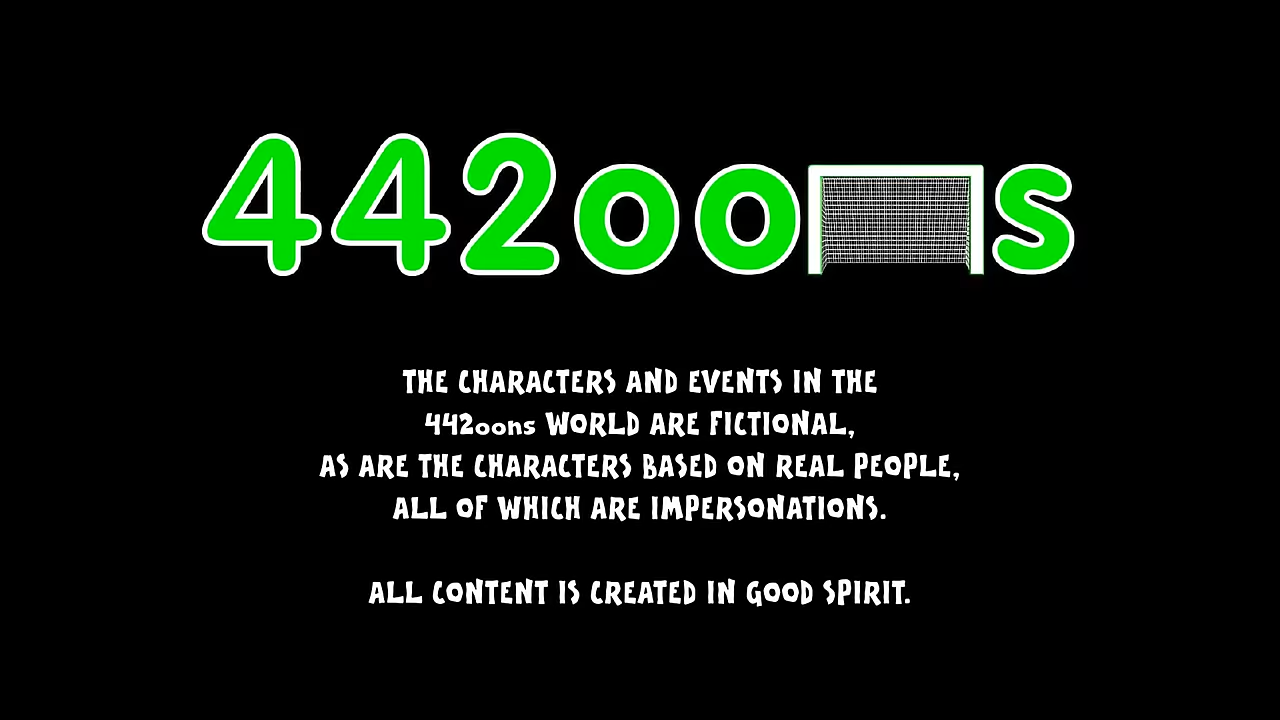 442oons
THE CHARACTERS AND EVENTS IN THE
442oons WORLD ARE FICTIONAL,
AS ARE THE CHARACTERS BASED ON REAL PEOPLE,
ALL OF WHICH ARE IMPERSONATIONS.
ALL CONTENT IS CREATED IN GOOD SPIRIT.